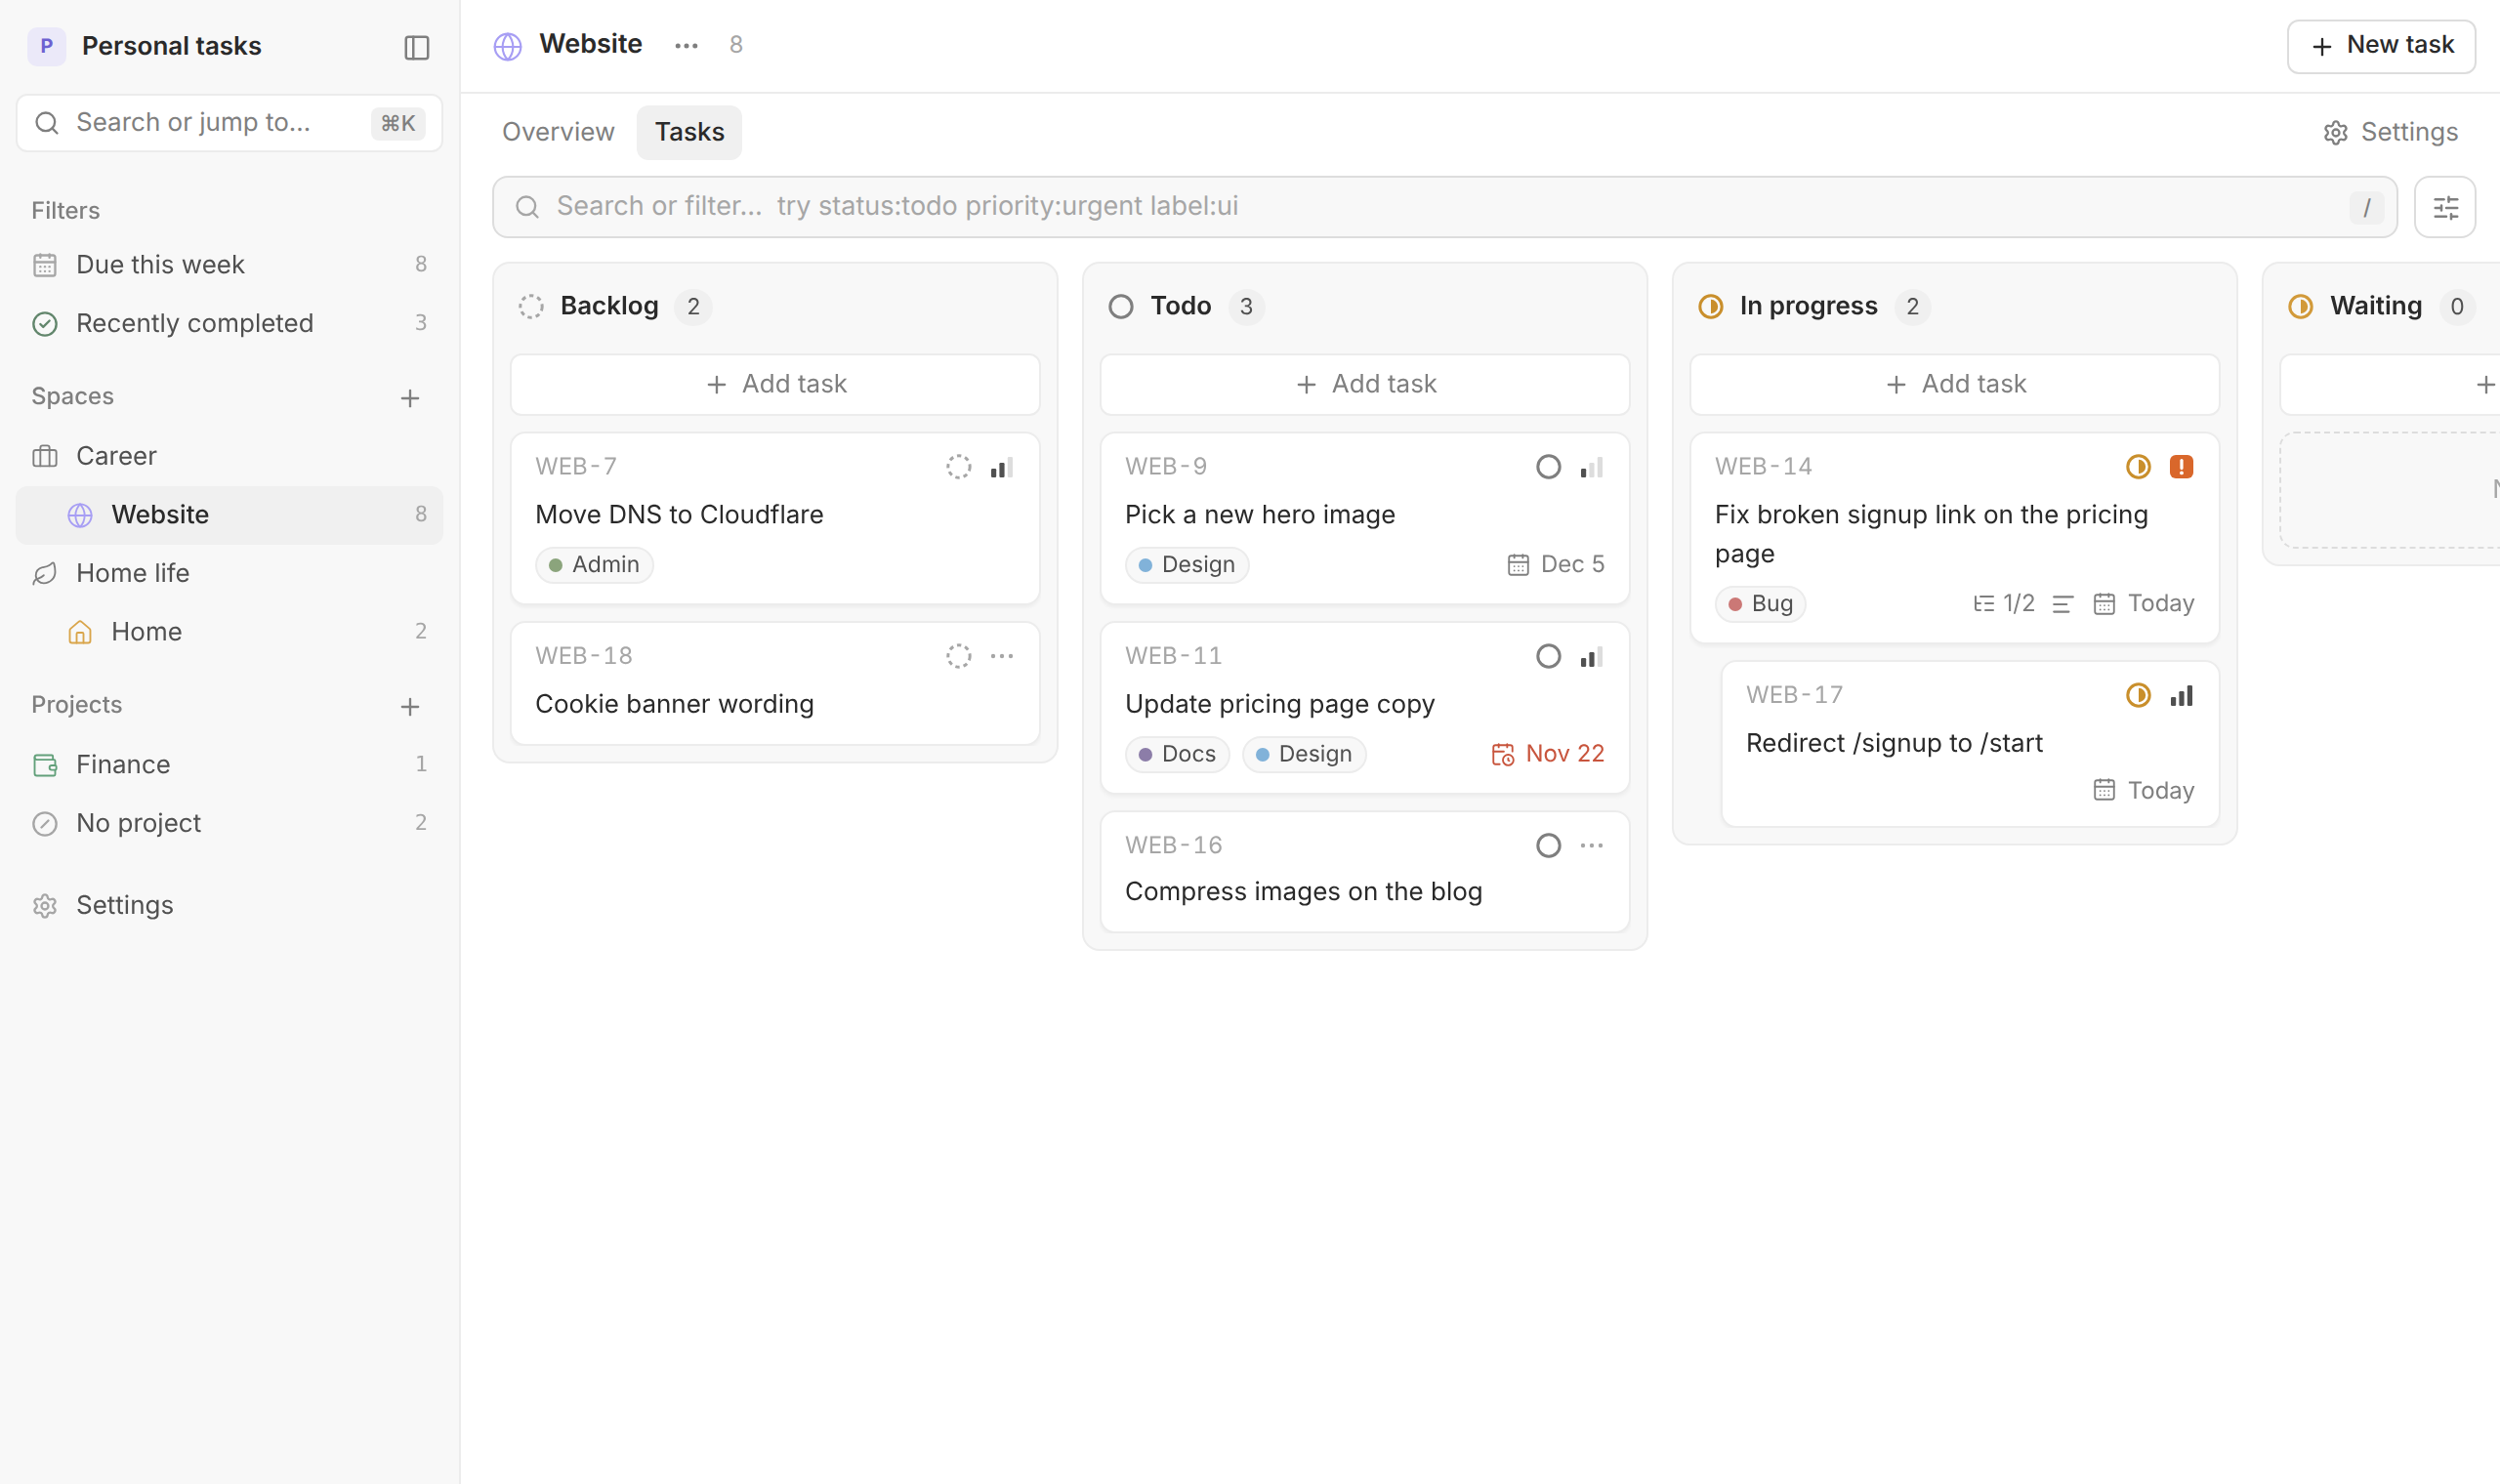 P Personal tasks
Search or jump to... ⌘K
Filters
Due this week 8
Recently completed 3
Spaces
Career
Website 8
Home life
Home 2
Projects
Finance 1
No project 2
Settings
Website 8
New task
Overview Tasks
Settings
Search or filter... try status:todo priority:urgent label:ui /
Backlog 2
Add task
WEB-7
Move DNS to Cloudflare
Admin
WEB-18
Cookie banner wording
Todo 3
Add task
WEB-9
Pick a new hero image
Design Dec 5
WEB-11
Update pricing page copy
Docs Design Nov 22
WEB-16
Compress images on the blog
In progress 2
Add task
WEB-14
Fix broken signup link on the pricing
page
Bug 1/2 Today
WEB-17
Redirect /signup to /start
Today
Waiting 0